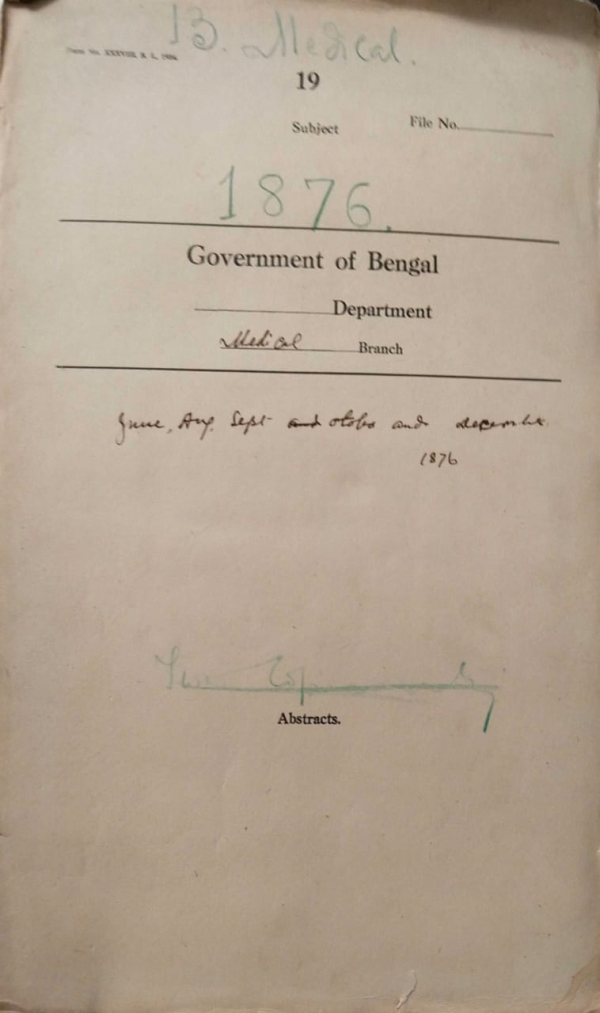 13. Medical.
19
Subject File No.
1876.
Government of Bengal
Department
Medical Branch
June, Aug. Sept and october and december
1876
Abstracts.